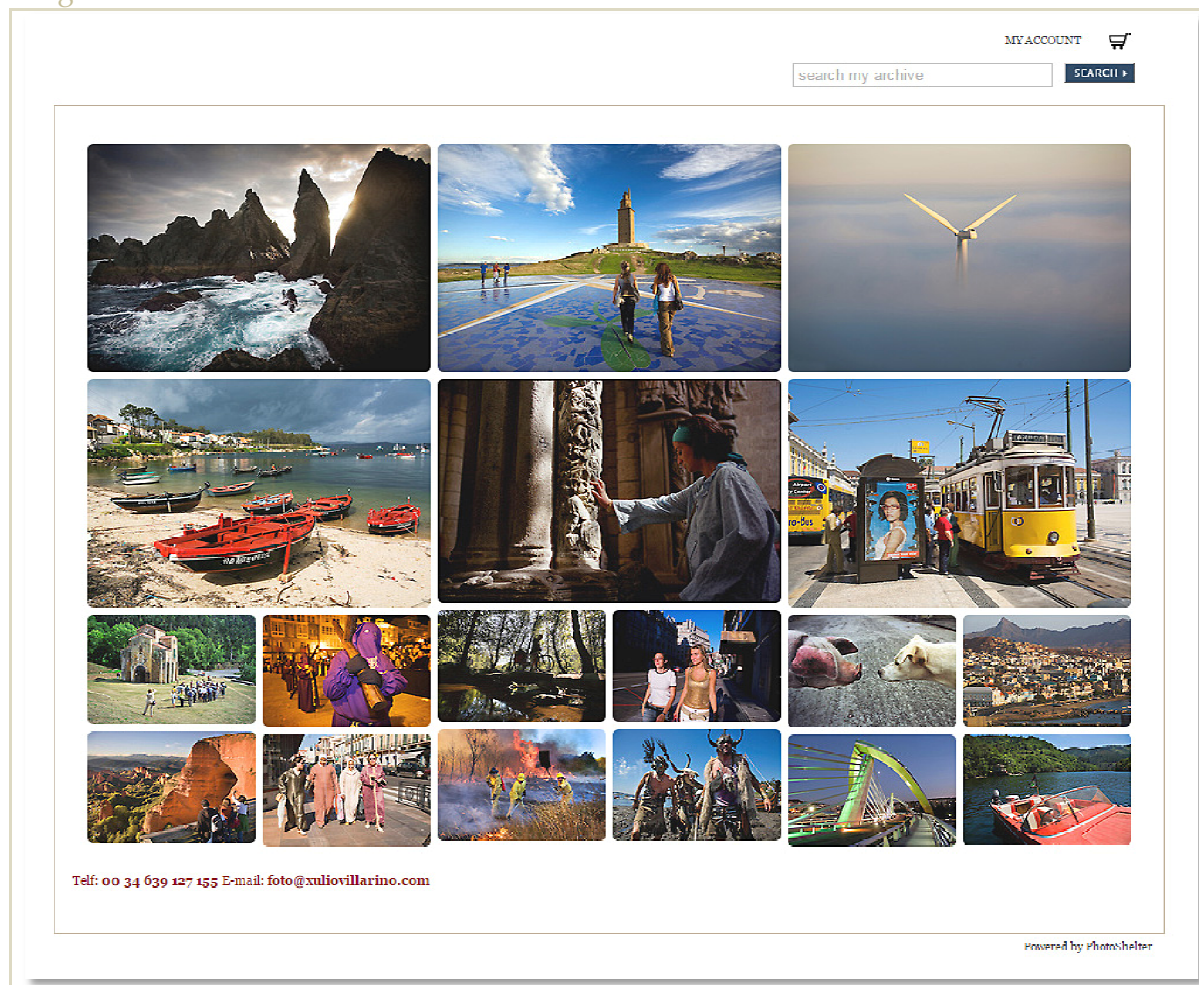 MY ACCOUNT
search my archive
SEARCH
Airport
Telf: 00 34 639 127 155 E-mail: foto@xuliovillarino.com
Powered by PhotoShelter